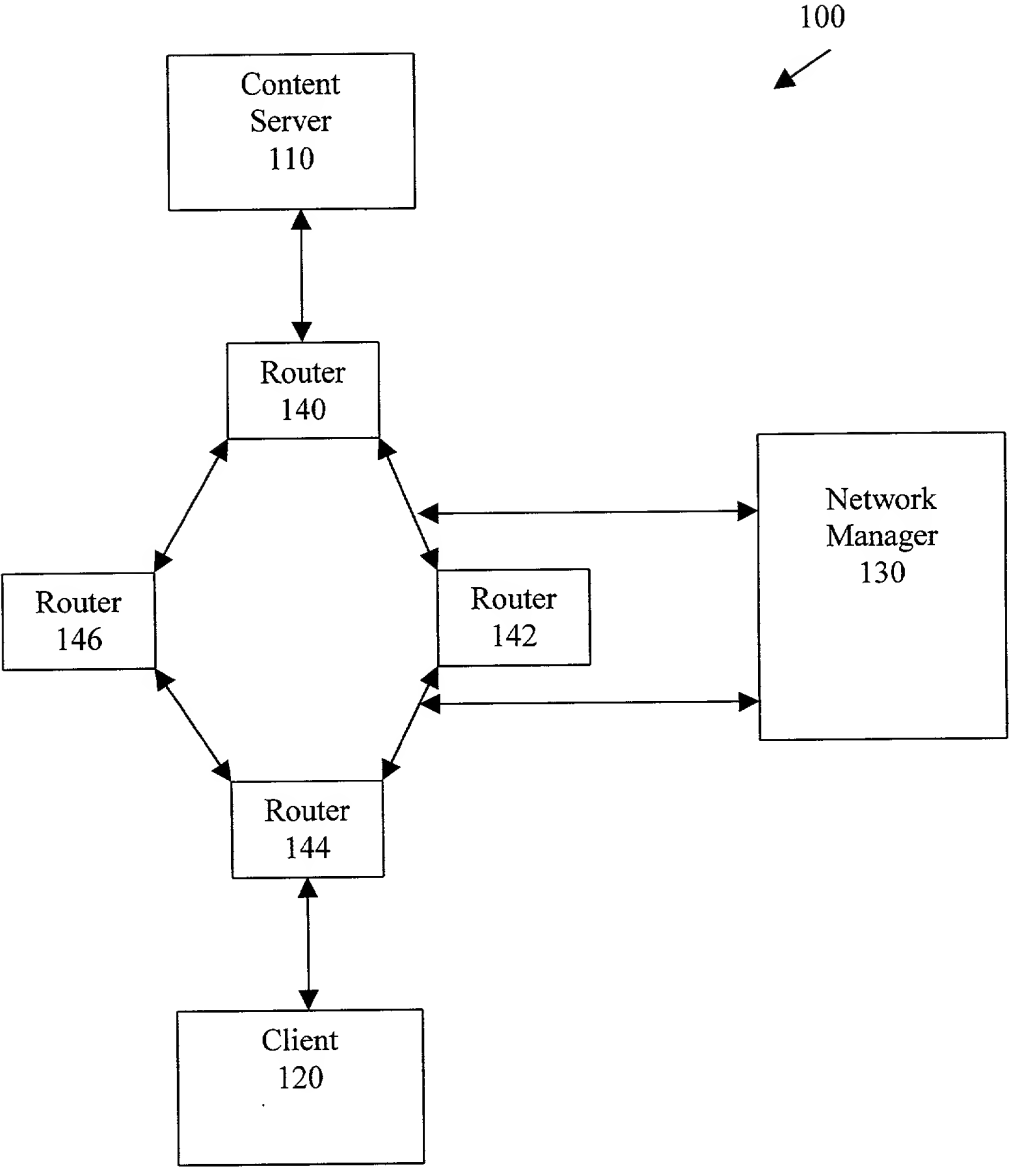 100
Content
Server
110
Router
140
Network
Manager
130
Router
146
Router
142
Router
144
Client
120